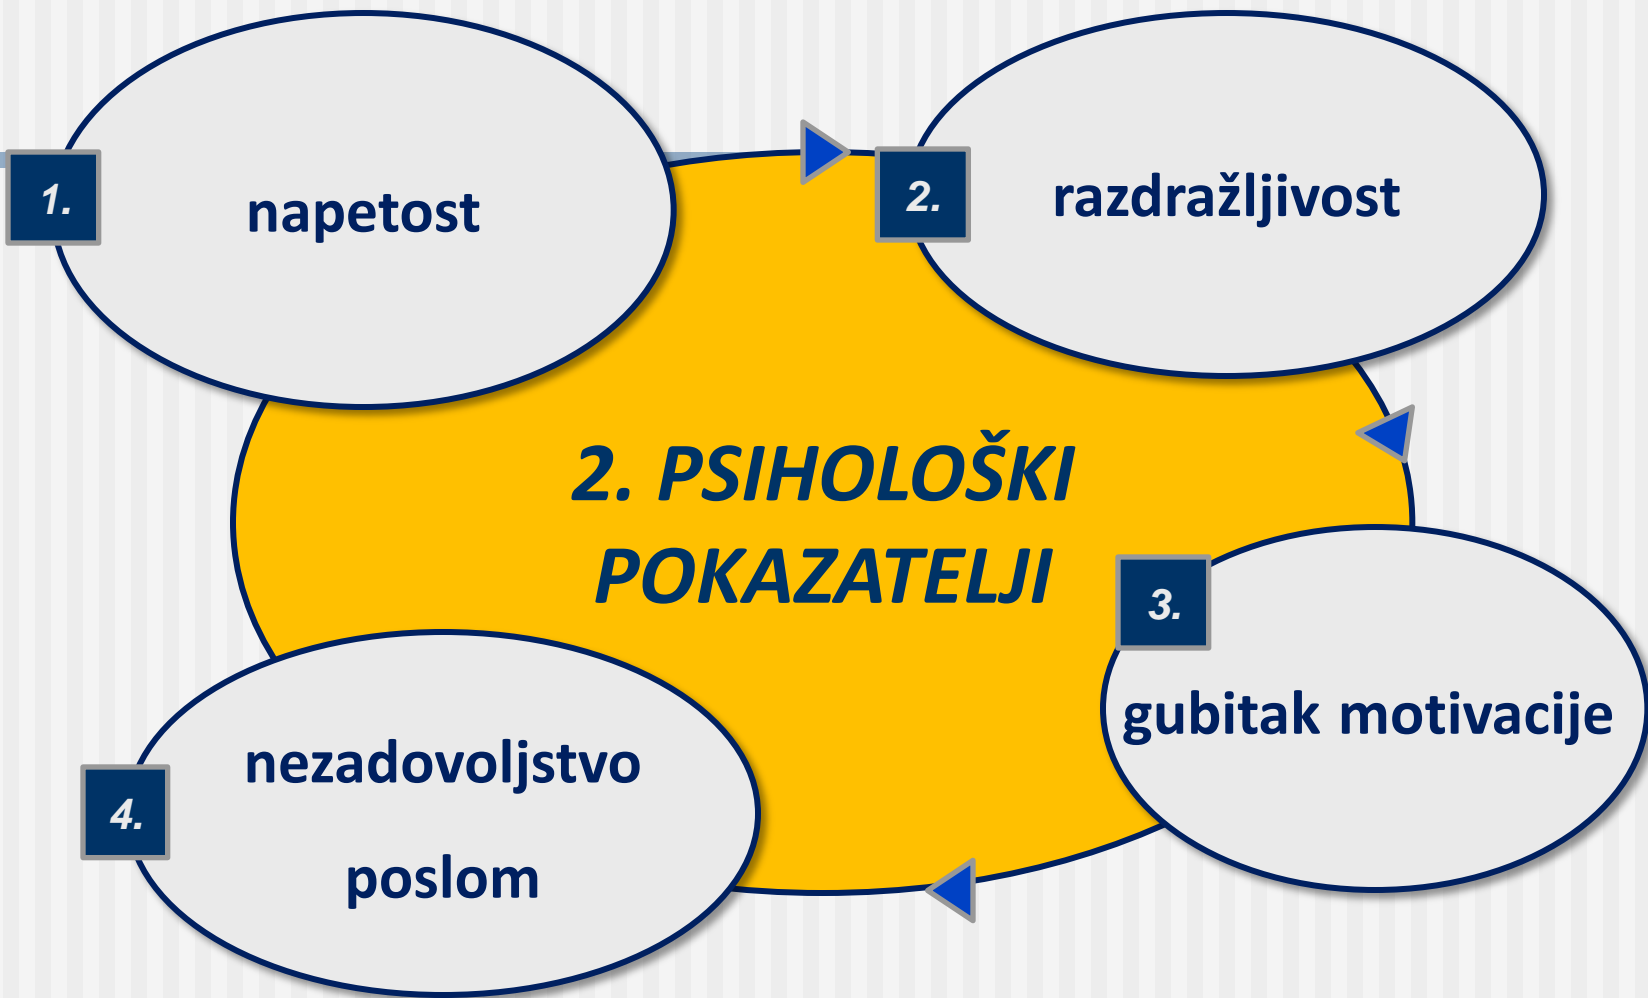 1.
napetost
2.
razdražljivost
2. PSIHOLOŠKI
POKAZATELJI
3.
gubitak motivacije
4.
nezadovoljstvo
poslom